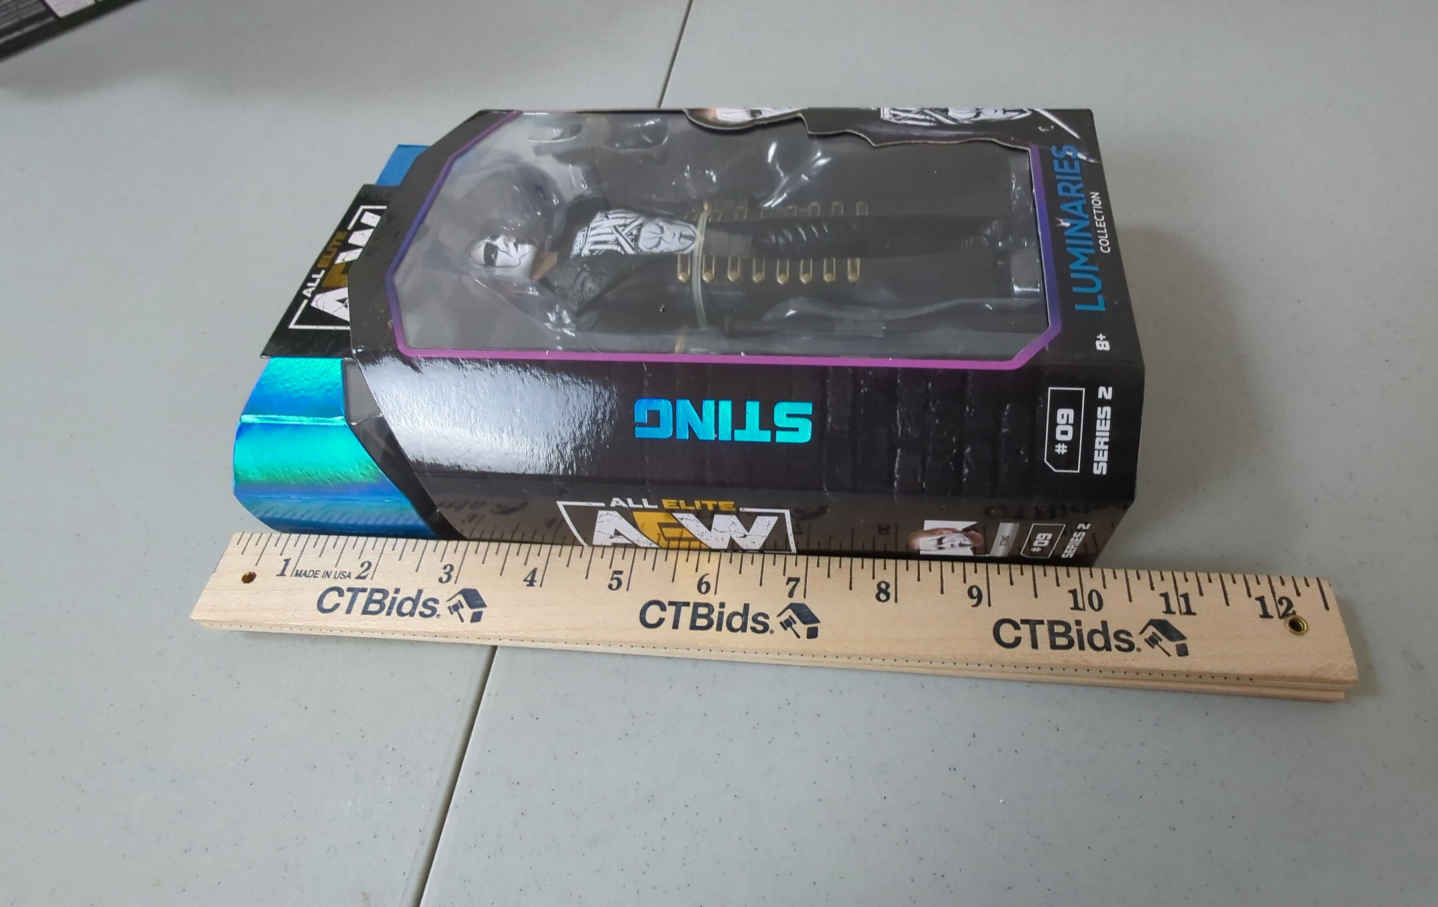 ALL ELITE
AEW
LUMINARIES
COLLECTION
8+
STING
#09
SERIES 2
ALL ELITE
AEW
#09
SERIES 2
1 2 3 4 5 6 7 8 9 10 11 12
MADE IN USA
CTBids.
CTBids.
CTBids.